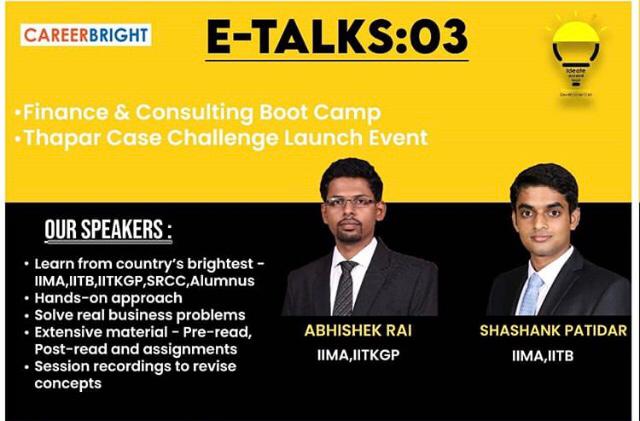 CAREERBRIGHT
E-TALKS:03
Ideate
•Finance & Consulting Boot Camp
•Thapar Case Challenge Launch Event
OUR SPEAKERS :
• Learn from country's brightest -
IIMA,IITB,IITKGP,SRCC,Alumnus
• Hands-on approach
• Solve real business problems
• Extensive material - Pre-read,
Post-read and assignments
• Session recordings to revise
concepts
ABHISHEK RAI
IIMA,IITKGP
SHASHANK PATIDAR
IIMA,IITB